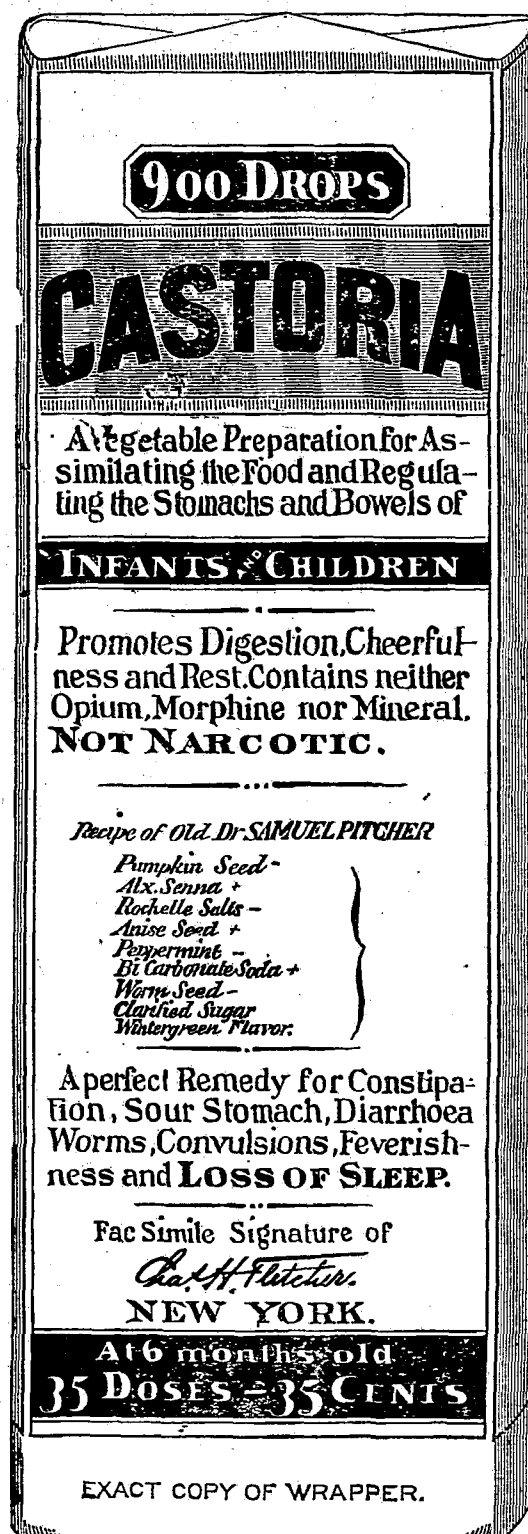 900 DROPS
CASTORIA
A Vegetable Preparation for As-
similating the Food and Regula-
ting the Stomachs and Bowels of
INFANTS AND CHILDREN
Promotes Digestion, Cheerful-
ness and Rest. Contains neither
Opium, Morphine nor Mineral.
NOT NARCOTIC.
Recipe of Old Dr SAMUEL PITCHER
Pumpkin Seed -
Alx. Senna +
Rochelle Salts -
Anise Seed +
Peppermint -
Bi Carbonate Soda +
Worm Seed -
Clarified Sugar
Wintergreen Flavor.
A perfect Remedy for Constipa-
tion, Sour Stomach, Diarrhoea
Worms, Convulsions, Feverish-
ness and LOSS OF SLEEP.
Fac Simile Signature of
Chas. H. Fletcher.
NEW YORK.
At 6 months old
35 DOSES - 35 CENTS
EXACT COPY OF WRAPPER.